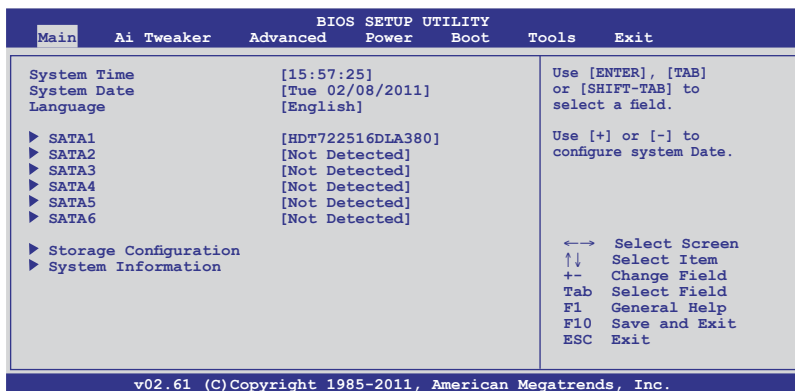 BIOS SETUP UTILITY
Main Ai Tweaker Advanced Power Boot Tools Exit
System Time [15:57:25]
System Date [Tue 02/08/2011]
Language [English]
SATA1 [HDT722516DLA380]
SATA2 [Not Detected]
SATA3 [Not Detected]
SATA4 [Not Detected]
SATA5 [Not Detected]
SATA6 [Not Detected]
Storage Configuration
System Information
Use [ENTER], [TAB]
or [SHIFT-TAB] to
select a field.
Use [+] or [-] to
configure system Date.
←→ Select Screen
↑↓ Select Item
+- Change Field
Tab Select Field
F1 General Help
F10 Save and Exit
ESC Exit
v02.61 (C)Copyright 1985-2011, American Megatrends, Inc.